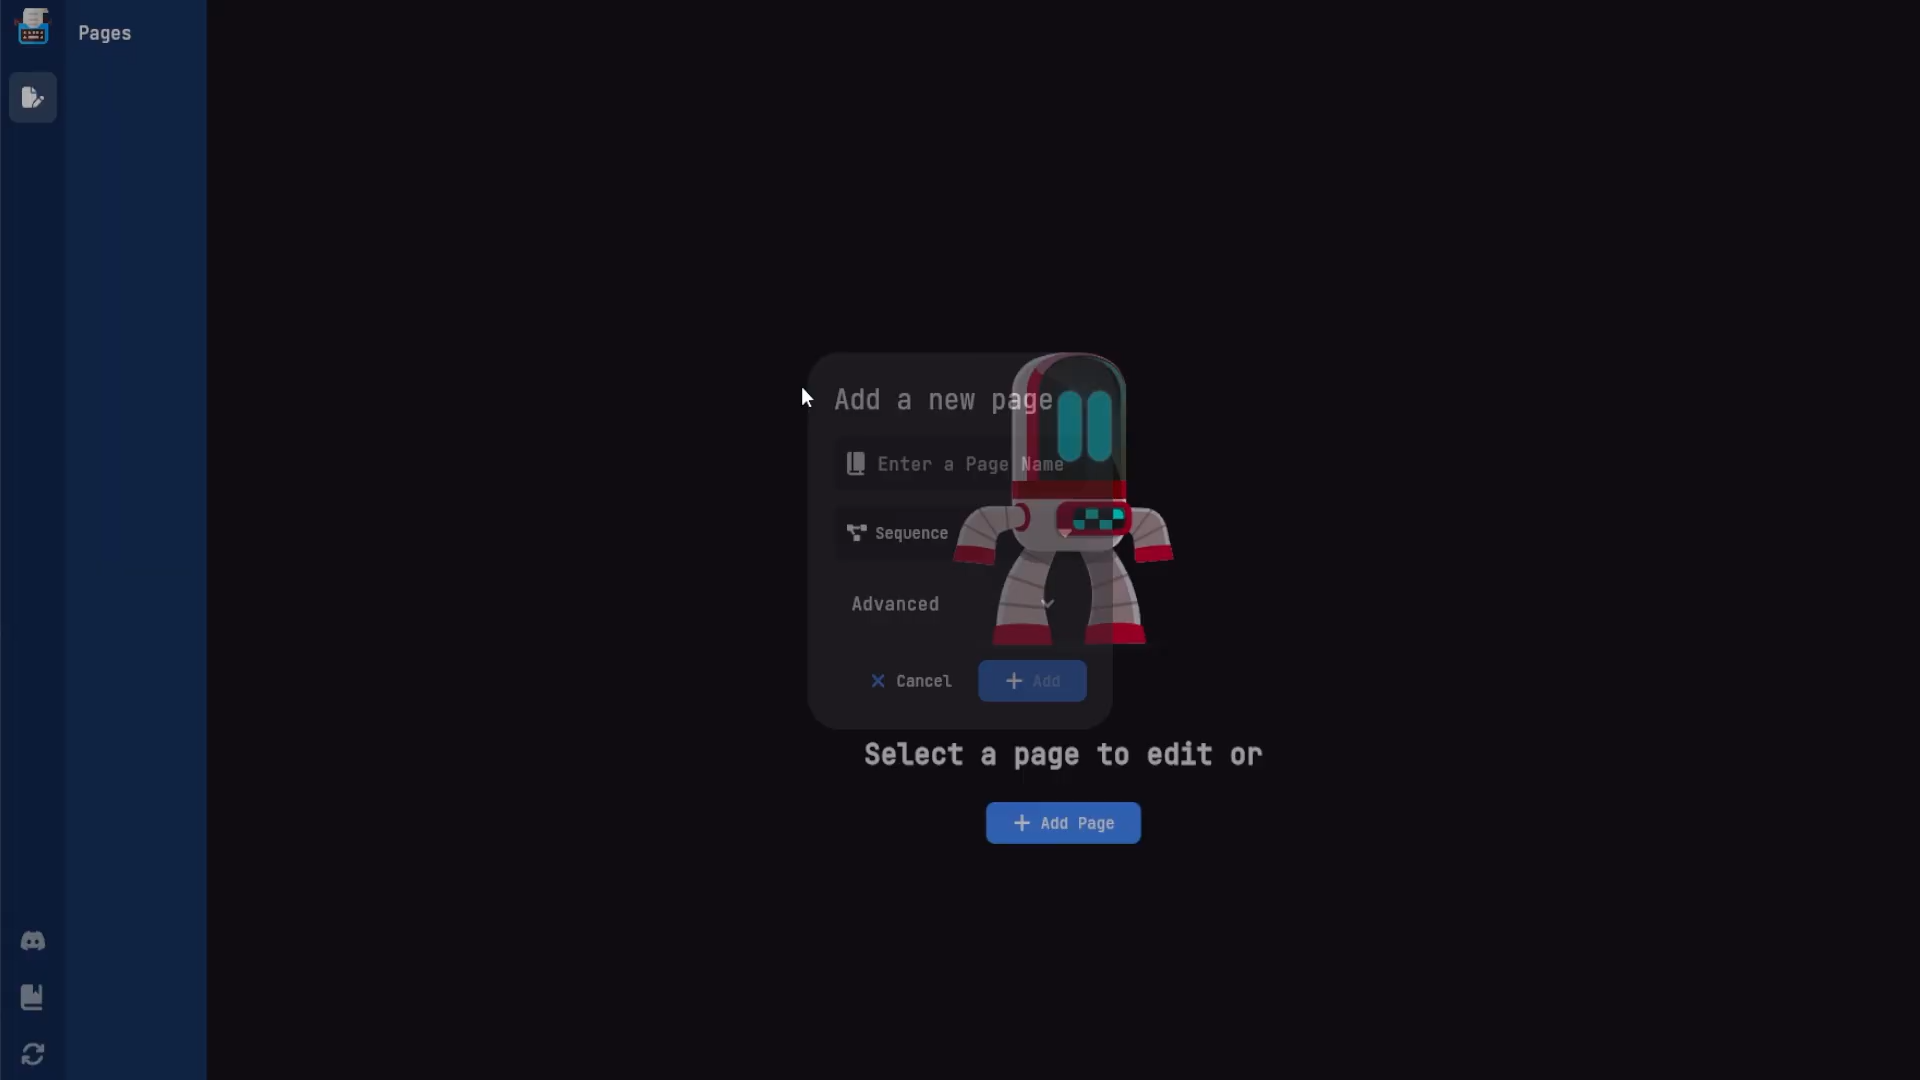 Pages
Add a new page
Enter a Page Name
Sequence
Advanced
Cancel
Add
Select a page to edit or
Add Page